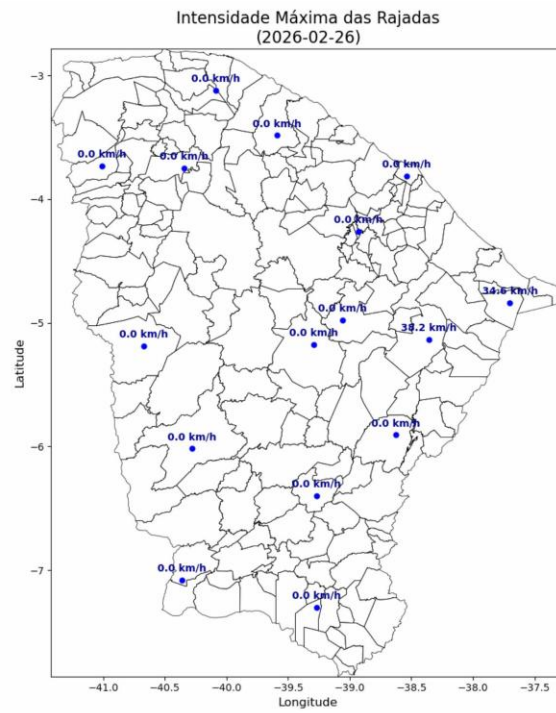 Intensidade Máxima das Rajadas
(2026-02-26)
−3
0.0 km/h
0.0 km/h
0.0 km/h
0.0 km/h
0.0 km/h
−4
0.0 km/h
34.6 km/h
0.0 km/h
38.2 km/h
0.0 km/h
0.0 km/h
−5
0.0 km/h
0.0 km/h
−6
0.0 km/h
0.0 km/h
−7
0.0 km/h
Latitude
−41.0
−40.5
−40.0
−39.5
−39.0
−38.5
−38.0
−37.5
Longitude